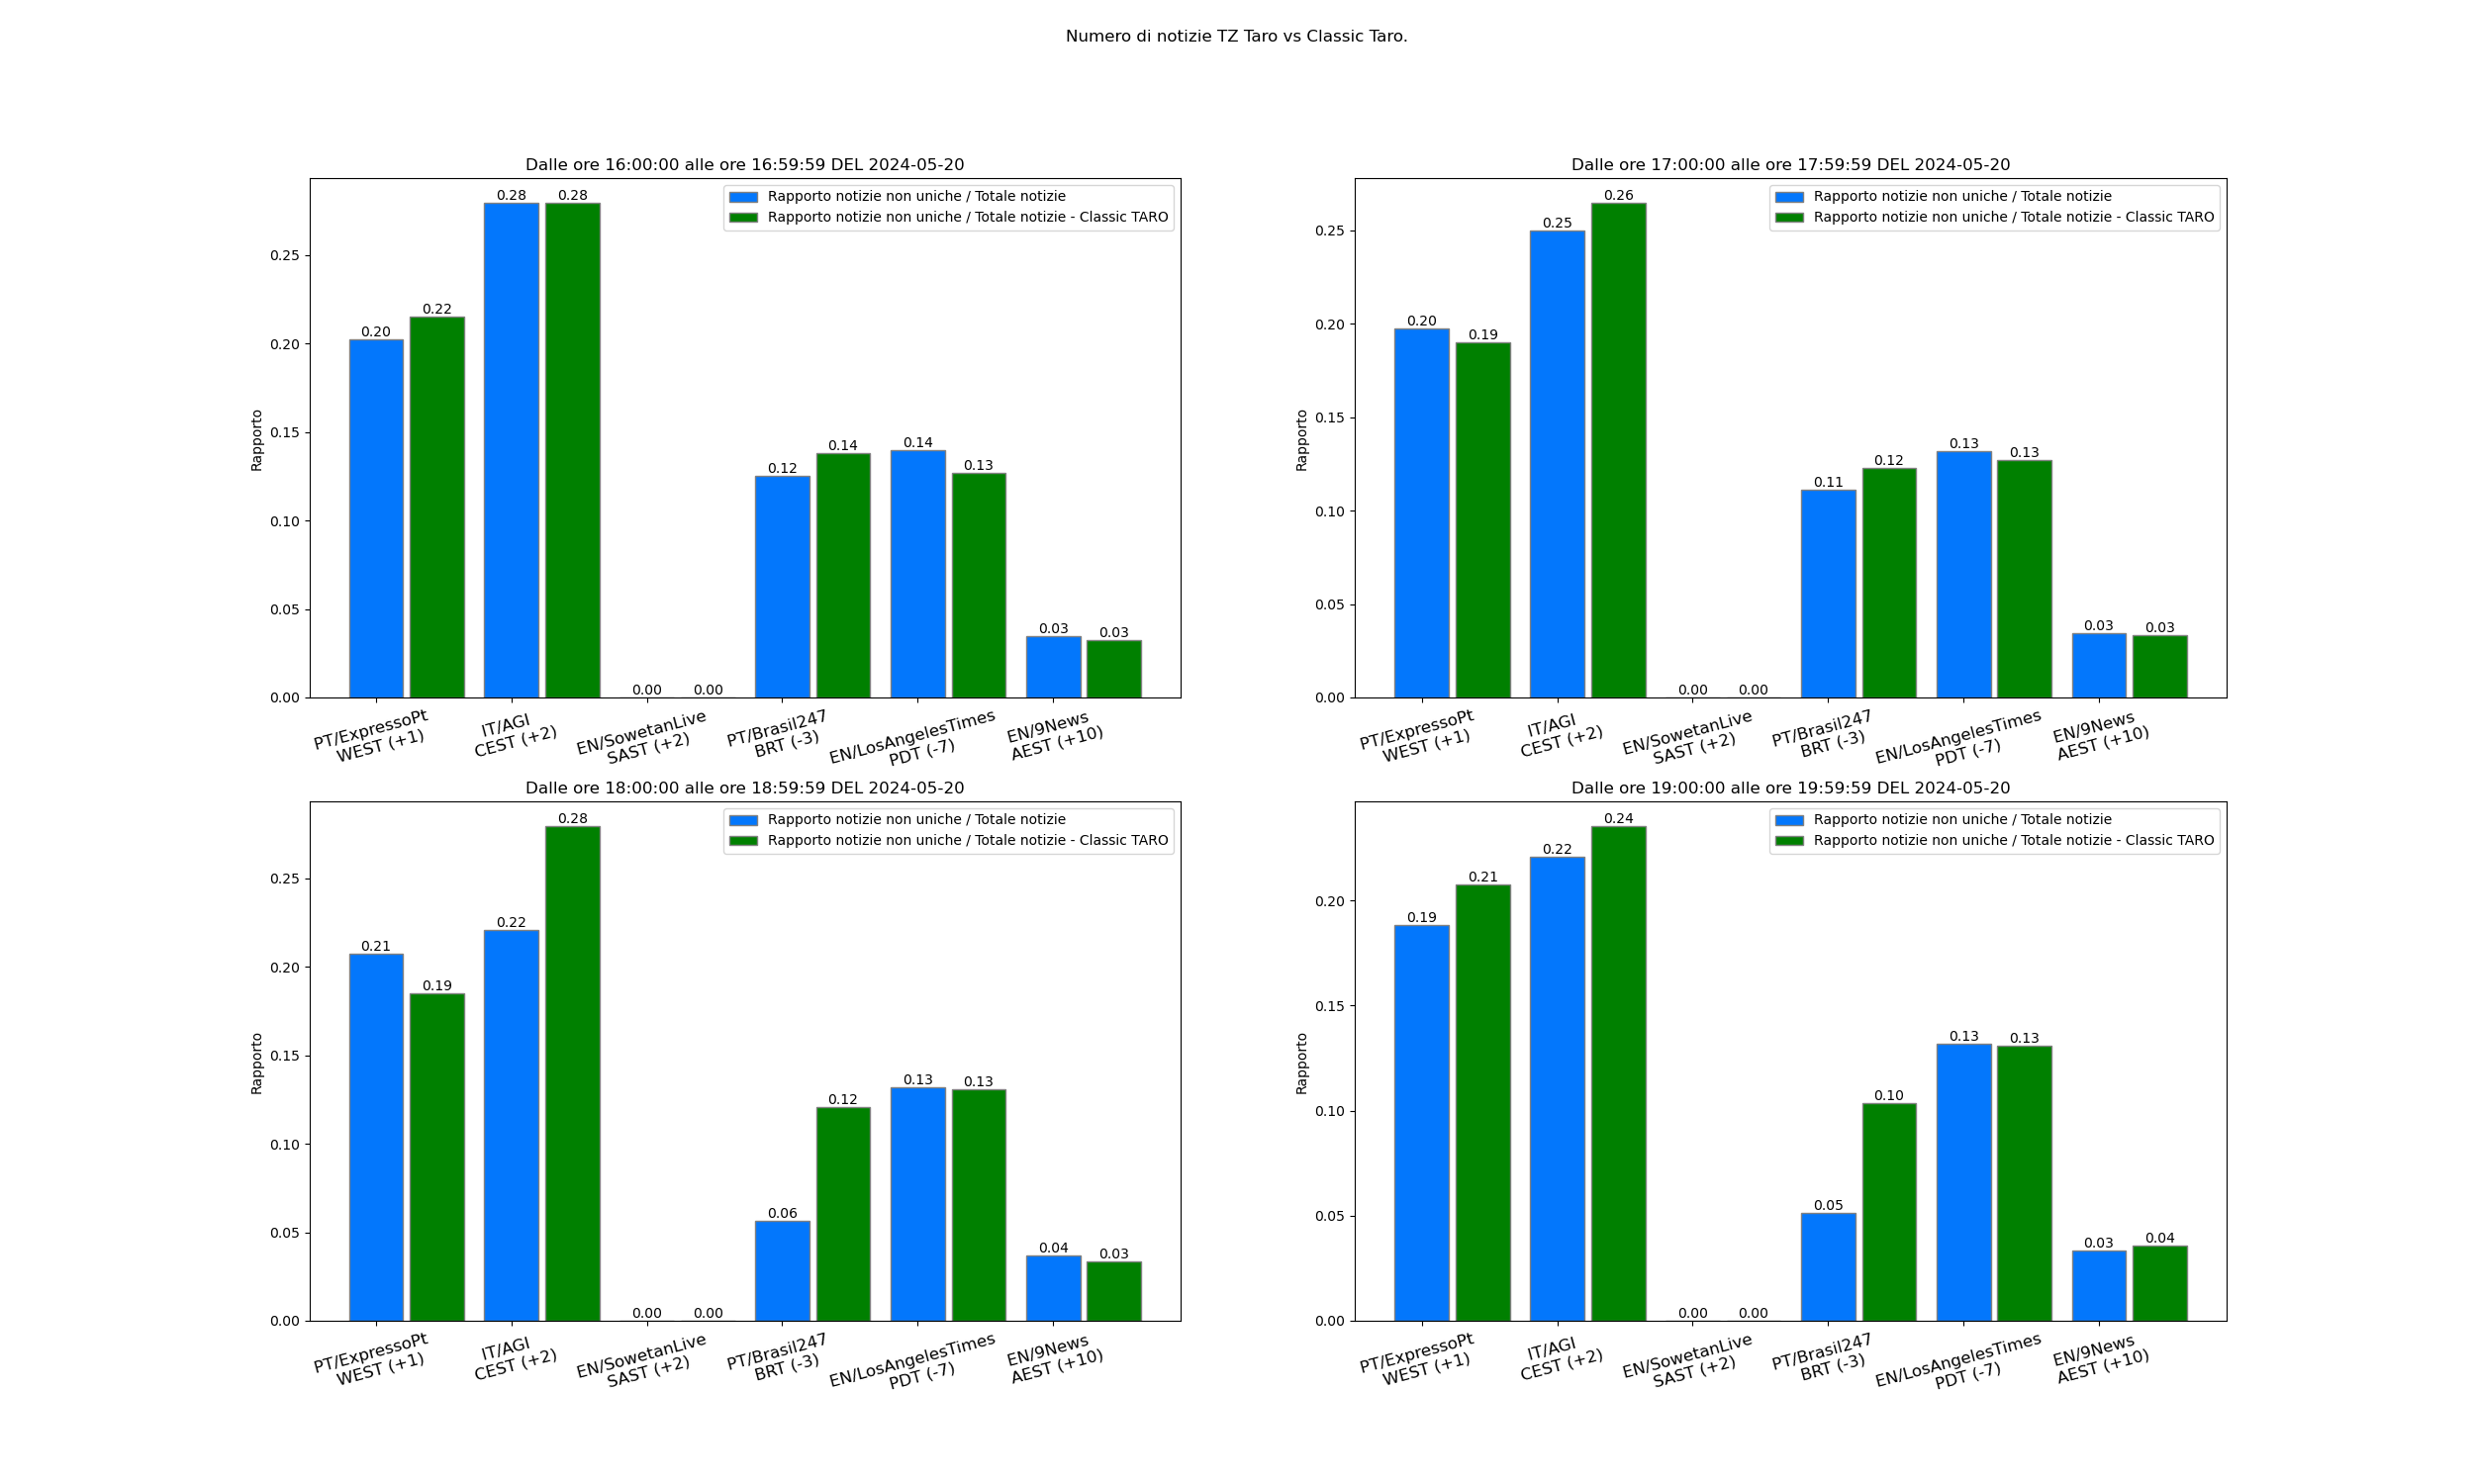 Numero di notizie TZ Taro vs Classic Taro.
Dalle ore 16:00:00 alle ore 16:59:59 DEL 2024-05-20
Rapporto notizie non uniche / Totale notizie
Rapporto notizie non uniche / Totale notizie - Classic TARO
Rapporto
0.25
0.20
0.15
0.10
0.05
0.00
0.20
0.22
0.28
0.28
0.00
0.00
0.12
0.14
0.14
0.13
0.03
0.03
PT/ExpressoPt
WEST (+1)
IT/AGI
CEST (+2)
EN/SowetanLive
SAST (+2)
PT/Brasil247
BRT (-3)
EN/LosAngelesTimes
PDT (-7)
EN/9News
AEST (+10)
Dalle ore 17:00:00 alle ore 17:59:59 DEL 2024-05-20
Rapporto notizie non uniche / Totale notizie
Rapporto notizie non uniche / Totale notizie - Classic TARO
Rapporto
0.25
0.20
0.15
0.10
0.05
0.00
0.20
0.19
0.25
0.26
0.00
0.00
0.11
0.12
0.13
0.13
0.03
0.03
PT/ExpressoPt
WEST (+1)
IT/AGI
CEST (+2)
EN/SowetanLive
SAST (+2)
PT/Brasil247
BRT (-3)
EN/LosAngelesTimes
PDT (-7)
EN/9News
AEST (+10)
Dalle ore 18:00:00 alle ore 18:59:59 DEL 2024-05-20
Rapporto notizie non uniche / Totale notizie
Rapporto notizie non uniche / Totale notizie - Classic TARO
Rapporto
0.25
0.20
0.15
0.10
0.05
0.00
0.21
0.19
0.22
0.28
0.00
0.00
0.06
0.12
0.13
0.13
0.04
0.03
PT/ExpressoPt
WEST (+1)
IT/AGI
CEST (+2)
EN/SowetanLive
SAST (+2)
PT/Brasil247
BRT (-3)
EN/LosAngelesTimes
PDT (-7)
EN/9News
AEST (+10)
Dalle ore 19:00:00 alle ore 19:59:59 DEL 2024-05-20
Rapporto notizie non uniche / Totale notizie
Rapporto notizie non uniche / Totale notizie - Classic TARO
Rapporto
0.20
0.15
0.10
0.05
0.00
0.19
0.21
0.22
0.24
0.00
0.00
0.05
0.10
0.13
0.13
0.03
0.04
PT/ExpressoPt
WEST (+1)
IT/AGI
CEST (+2)
EN/SowetanLive
SAST (+2)
PT/Brasil247
BRT (-3)
EN/LosAngelesTimes
PDT (-7)
EN/9News
AEST (+10)